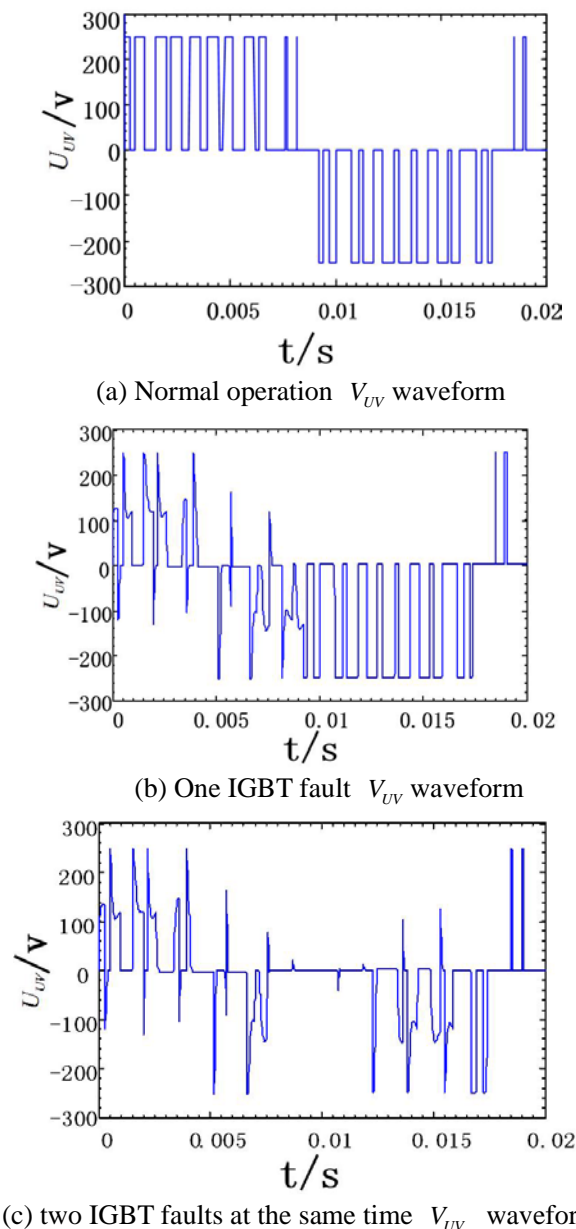 300
200
100
0
-100
-200
-300
U_UV/v
0 0.005 0.01 0.015 0.02
t/s
(a) Normal operation V_UV waveform
300
200
100
0
-100
-200
-300
U_UV/v
0 0.005 0.01 0.015 0.02
t/s
(b) One IGBT fault V_UV waveform
300
200
100
0
-100
-200
-300
U_UV/v
0 0.005 0.01 0.015 0.02
t/s
(c) two IGBT faults at the same time V_UV wavefor